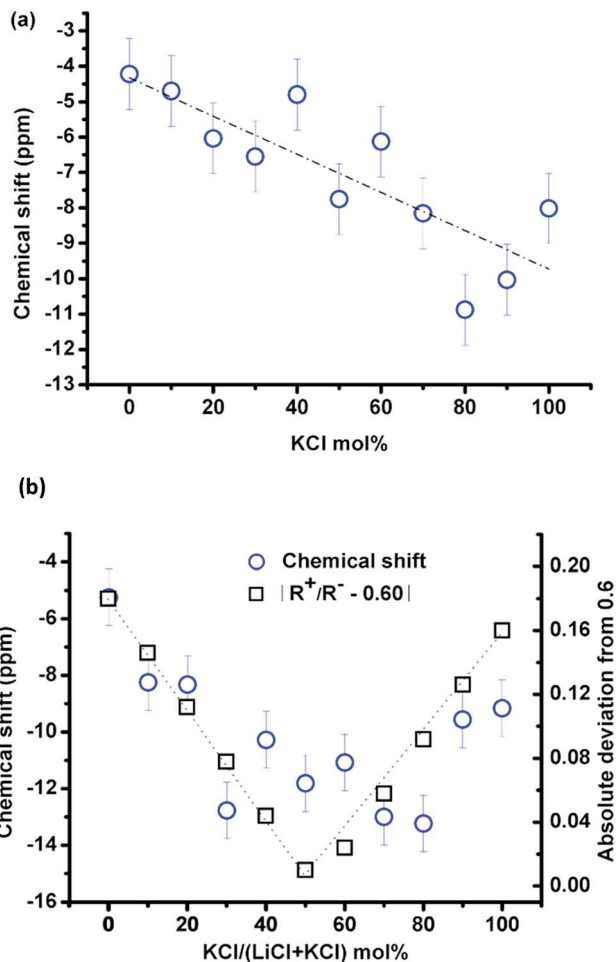 (a)
-3
-4
-5
-6
-7
-8
-9
-10
-11
-12
-13
Chemical shift (ppm)
0 20 40 60 80 100
KCl mol%
(b)
-4
-6
-8
-10
-12
-14
-16
Chemical shift (ppm)
Chemical shift
| R+/R- - 0.60 |
0.20
0.16
0.12
0.08
0.04
0.00
Absolute deviation from 0.6
0 20 40 60 80 100
KCl/(LiCl+KCl) mol%